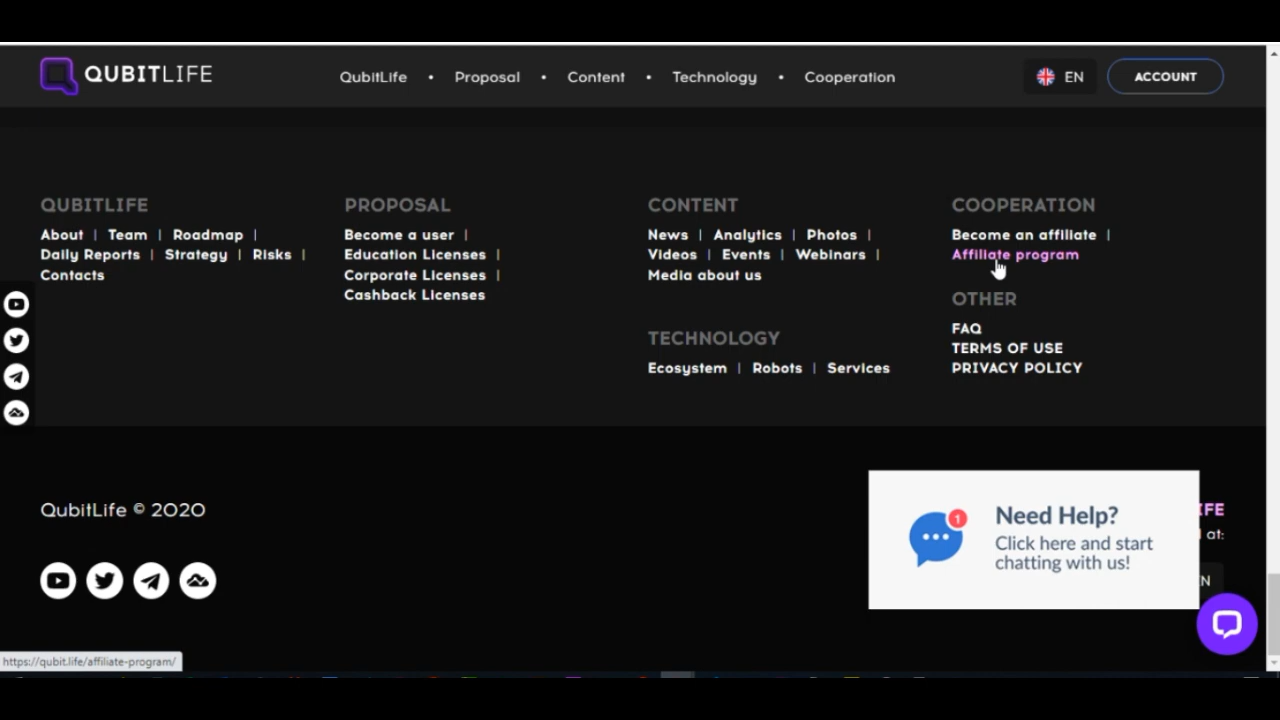 QUBITLIFE
QubitLife • Proposal • Content • Technology • Cooperation
EN
ACCOUNT
QUBITLIFE
About | Team | Roadmap |
Daily Reports | Strategy | Risks |
Contacts
PROPOSAL
Become a user |
Education Licenses |
Corporate Licenses |
Cashback Licenses
CONTENT
News | Analytics | Photos |
Videos | Events | Webinars |
Media about us
TECHNOLOGY
Ecosystem | Robots | Services
COOPERATION
Become an affiliate |
Affiliate program
OTHER
FAQ
TERMS OF USE
PRIVACY POLICY
QubitLife © 2020
1
Need Help?
Click here and start
chatting with us!
at:
https://qubit.life/affiliate-program/